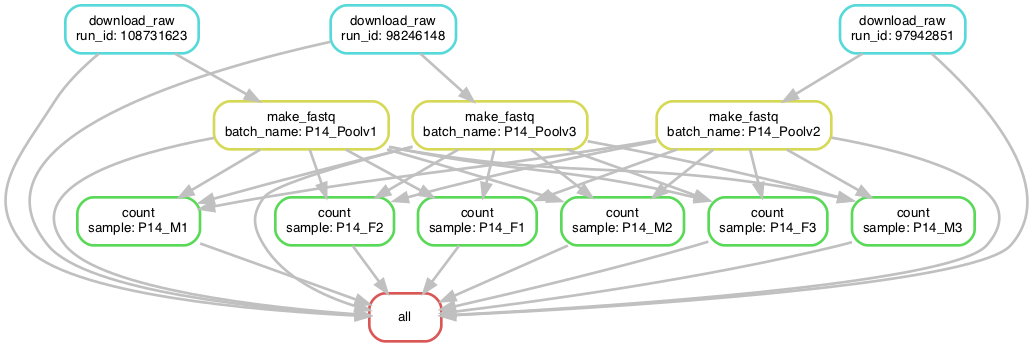 download_raw
run_id: 108731623
download_raw
run_id: 98246148
download_raw
run_id: 97942851
make_fastq
batch_name: P14_Poolv1
make_fastq
batch_name: P14_Poolv3
make_fastq
batch_name: P14_Poolv2
count
sample: P14_M1
count
sample: P14_F2
count
sample: P14_F1
count
sample: P14_M2
count
sample: P14_F3
count
sample: P14_M3
all